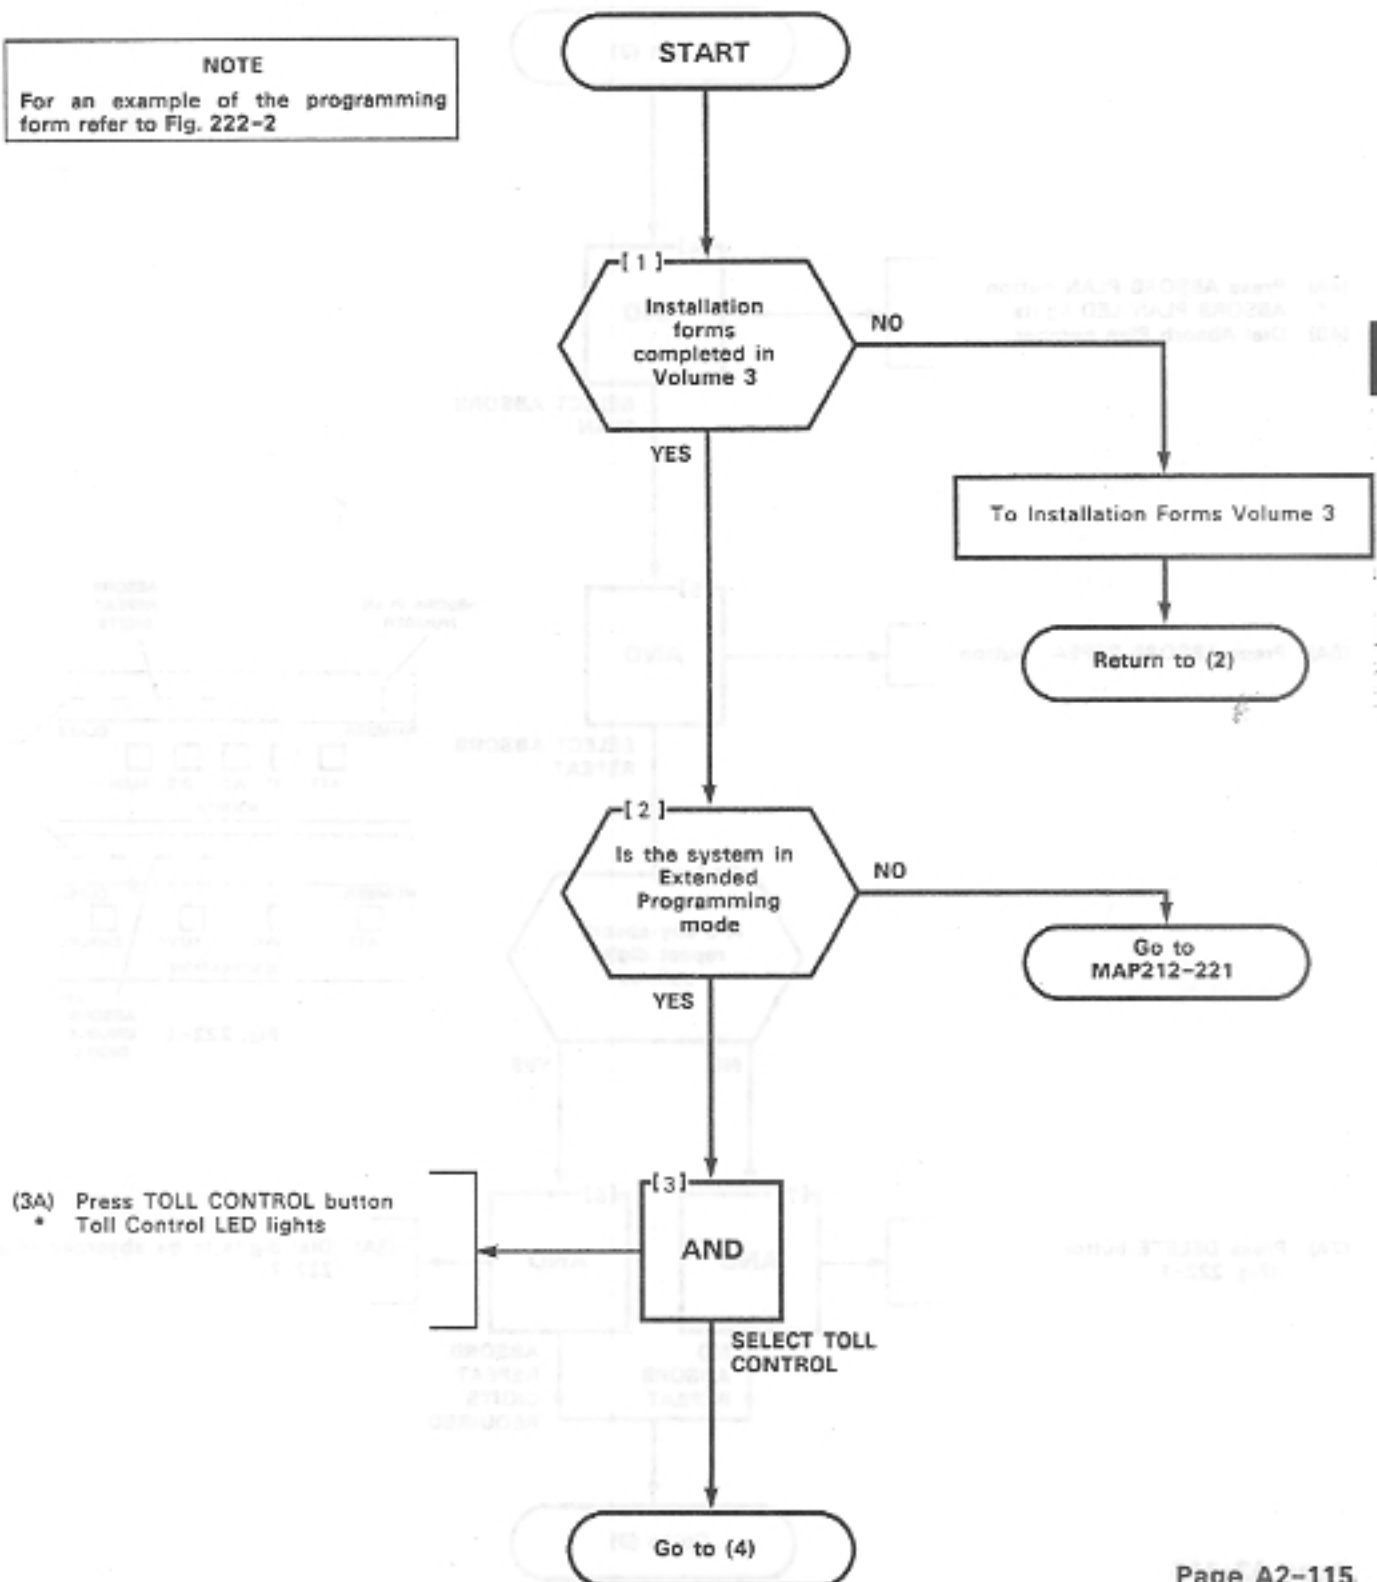 START
NOTE
For an example of the programming
form refer to Fig. 222-2
[1]
Installation
forms
completed in
Volume 3
NO
YES
To Installation Forms Volume 3
Return to (2)
[2]
Is the system in
Extended
Programming
mode
NO
YES
Go to
MAP212-221
[3]
AND
(3A) Press TOLL CONTROL button
* Toll Control LED lights
SELECT TOLL
CONTROL
Go to (4)
Page A2-115